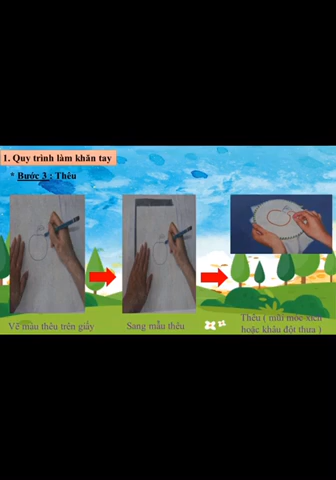 1. Quy trình làm khăn tay
* Bước 3 : Thêu
Vẽ mẫu thêu trên giấy
Sang mẫu thêu
Thêu ( mũi móc xích
hoặc khâu đột thưa )